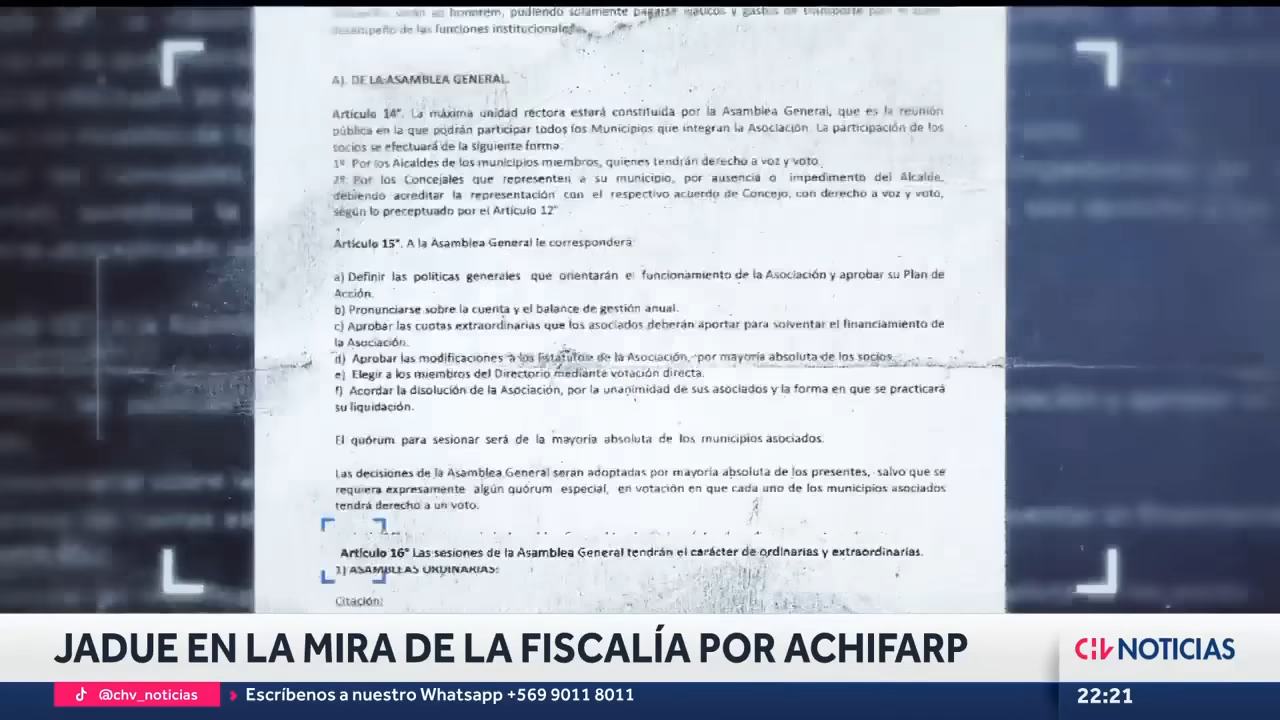 honorem, pudiendo solamente pagarse viáticos y gastos de transporte para el
desempeño de las funciones institucionales
A). DE LA ASAMBLEA GENERAL.
Artículo 14°. La máxima unidad rectora estará constituida por la Asamblea General, que es la reunión
pública en la que podrán participar todos los Municipios que integran la Asociación. La participación de los
socios se efectuará de la siguiente forma:
1º Por los Alcaldes de los municipios miembros, quienes tendrán derecho a voz y voto.
2º Por los Concejales que representen a su municipio, por ausencia o impedimento del Alcalde,
debiendo acreditar la representación con el respectivo acuerdo de Concejo, con derecho a voz y voto,
según lo preceptuado por el Artículo 12°
Artículo 15°. A la Asamblea General le corresponderá
a) Definir las políticas generales que orientarán el funcionamiento de la Asociación y aprobar su Plan de
Acción.
b) Pronunciarse sobre la cuenta y el balance de gestión anual.
c) Aprobar las cuotas extraordinarias que los asociados deberán aportar para solventar el financiamiento de
la Asociación.
d) Aprobar las modificaciones a los Estatutos de la Asociación, por mayoría absoluta de los socios.
e) Elegir a los miembros del Directorio mediante votación directa.
f) Acordar la disolución de la Asociación, por la unanimidad de sus asociados y la forma en que se practicará
su liquidación.
El quórum para sesionar será de la mayoría absoluta de los municipios asociados.
Las decisiones de la Asamblea General seran adoptadas por mayoría absoluta de los presentes, salvo que se
requiera expresamente algún quórum especial, en votación en que cada uno de los municipios asociados
tendrá derecho a un voto.
Artículo 16° Las sesiones de la Asamblea General tendrán el carácter de ordinarias y extraordinarias.
1) ASAMBLEAS ORDINARIAS:
Citación:
JADUE EN LA MIRA DE LA FISCALÍA POR ACHIFARP
CHV NOTICIAS
@chv_noticias
Escríbenos a nuestro Whatsapp +569 9011 8011
22:21